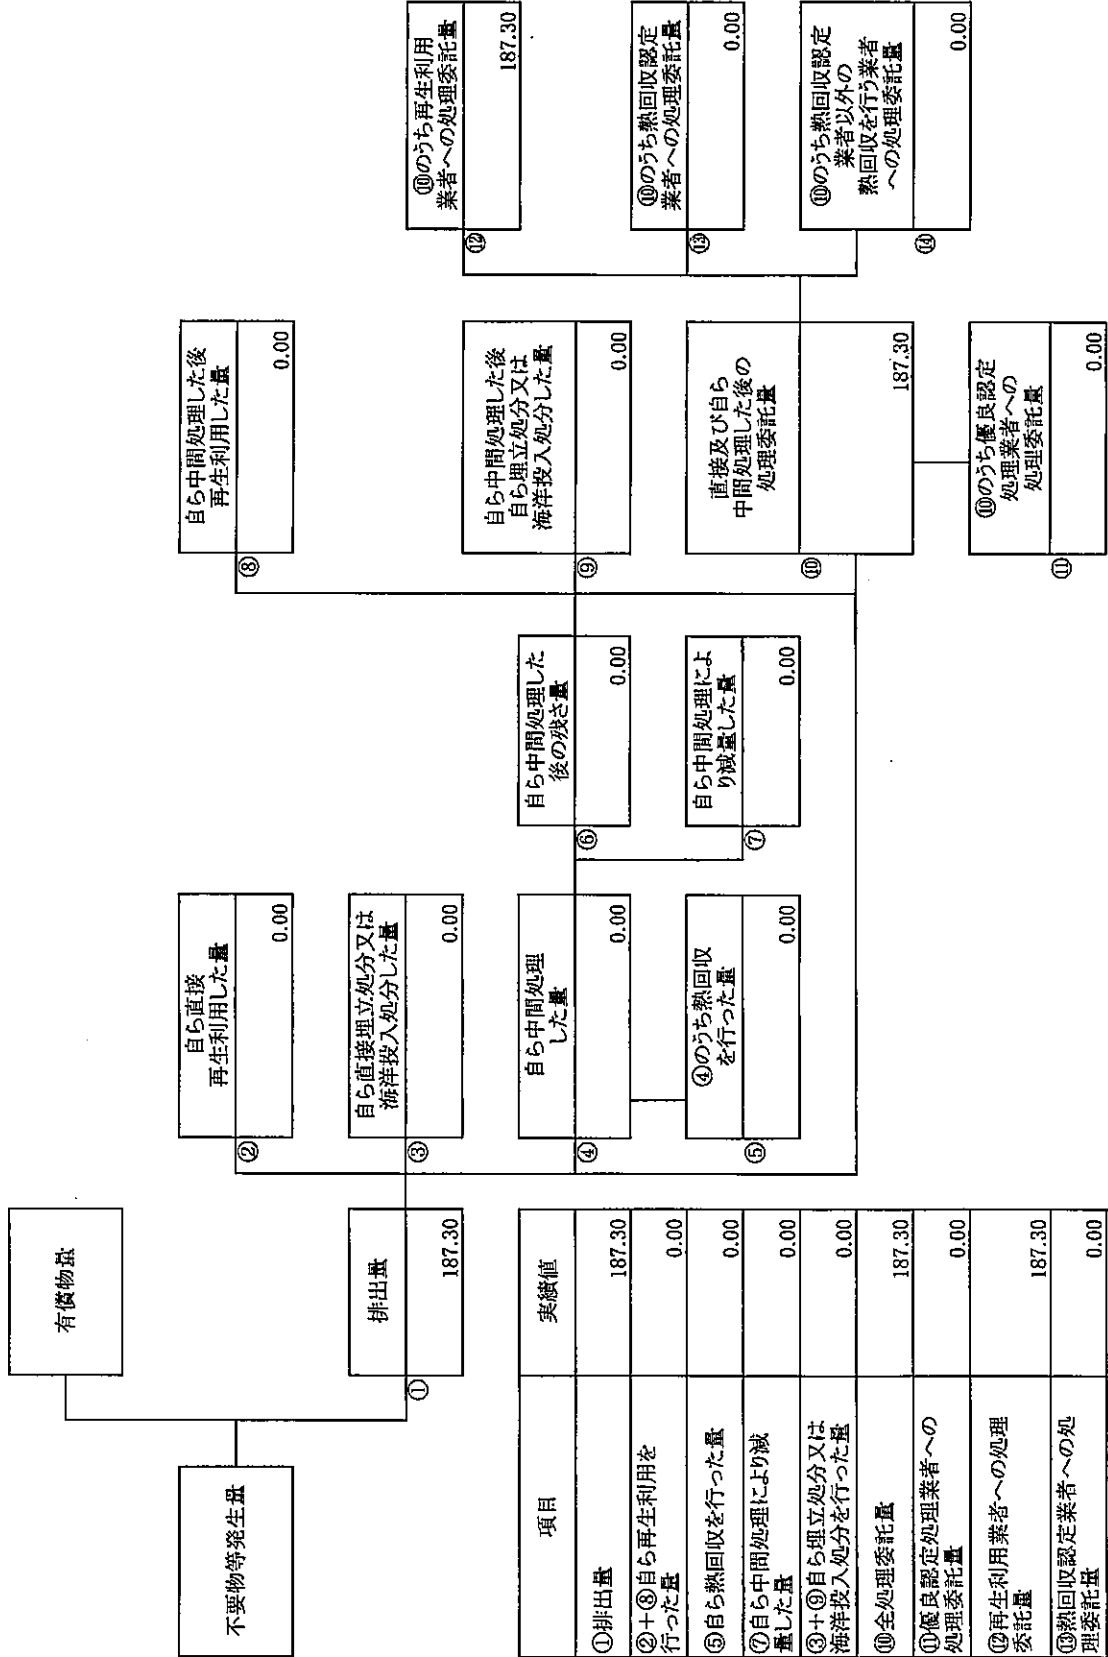 不要物等発生量
有償物量
①
排出量
187.30
②
自ら直接
再生利用した量
0.00
③
自ら直接埋立処分又は
海洋投入処分した量
0.00
④
自ら中間処理
した量
0.00
⑤
④のうち熱回収
を行った量
0.00
⑥
自ら中間処理した
後の残さ量
0.00
⑦
自ら中間処理によ
り減量した量
0.00
⑧
自ら中間処理した後
再生利用した量
0.00
⑨
自ら中間処理した後
自ら埋立処分又は
海洋投入処分した量
0.00
⑩
直接及び自ら
中間処理した後の
処理委託量
187.30
⑪
⑩のうち優良認定
処理業者への
処理委託量
0.00
⑫
⑩のうち再生利用
業者への処理委託量
187.30
⑬
⑩のうち熱回収認定
業者への処理委託量
0.00
⑭
⑩のうち熱回収認定
業者以外の
熱回収を行う業者
への処理委託量
0.00
項目 実績値
①排出量 187.30
②+⑧自ら再生利用を
行った量 0.00
⑤自ら熱回収を行った量 0.00
⑦自ら中間処理により減
量した量 0.00
③+⑨自ら埋立処分又は
海洋投入処分を行った量 0.00
⑩全処理委託量 187.30
⑪優良認定処理業者への
処理委託量 0.00
⑫再生利用業者への処理
委託量 187.30
⑬熱回収認定業者への処
理委託量 0.00